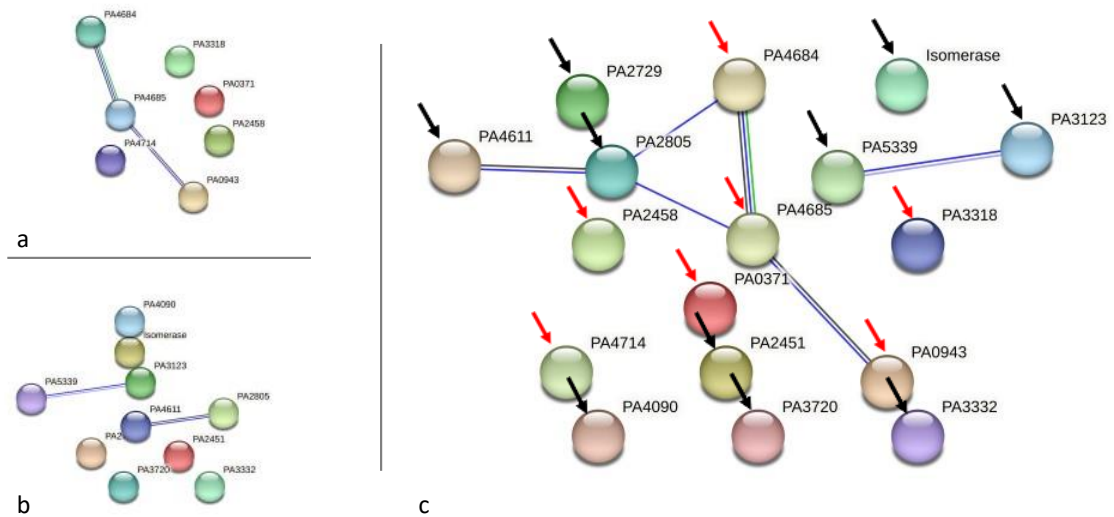 PA4684
PA3318
PA0371
PA4685
PA2458
PA4714
PA0943
a
PA4090
Isomerase
PA3123
PA5339
PA2805
PA4611
PA2451
PA3720
PA3332
b
PA4684
Isomerase
PA2729
PA3123
PA4611
PA2805
PA5339
PA2458
PA4685
PA3318
PA0371
PA4714
PA2451
PA0943
PA4090
PA3720
PA3332
c